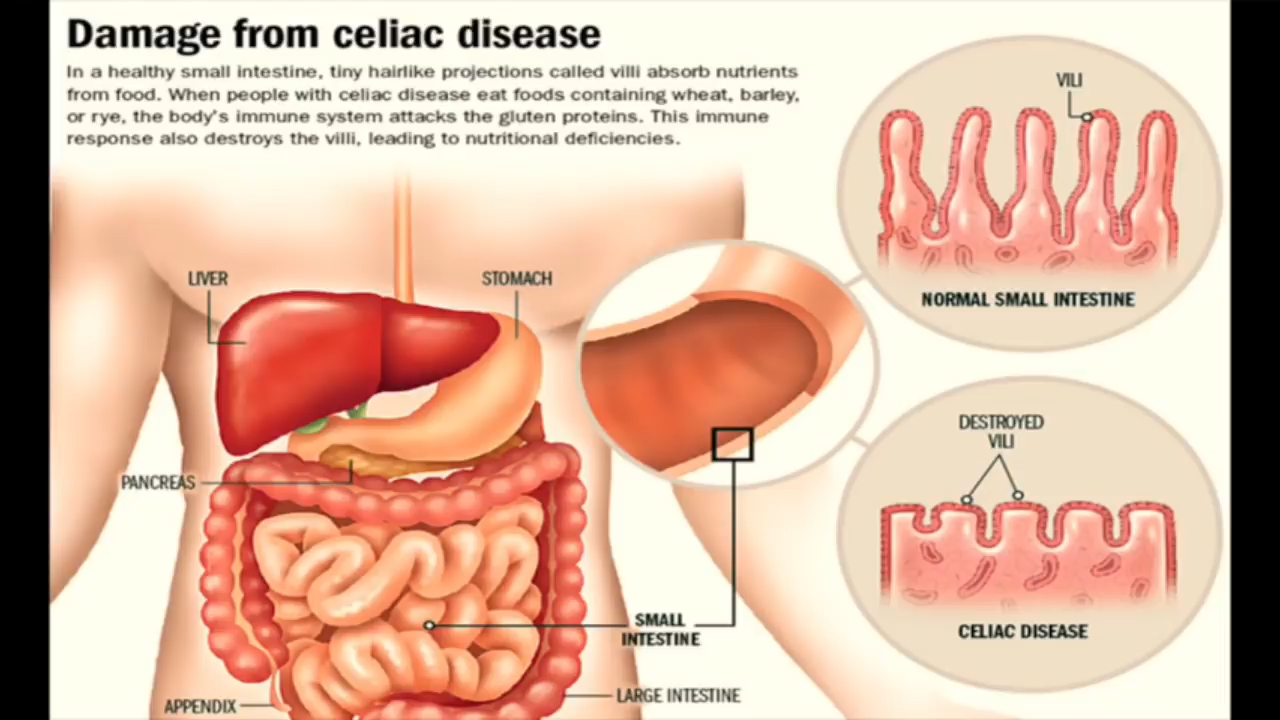 Damage from celiac disease
In a healthy small intestine, tiny hairlike projections called villi absorb nutrients
from food. When people with celiac disease eat foods containing wheat, barley,
or rye, the body's immune system attacks the gluten proteins. This immune
response also destroys the villi, leading to nutritional deficiencies.
VILI
NORMAL SMALL INTESTINE
LIVER
STOMACH
DESTROYED
VILI
PANCREAS
SMALL
INTESTINE
CELIAC DISEASE
LARGE INTESTINE
APPENDIX